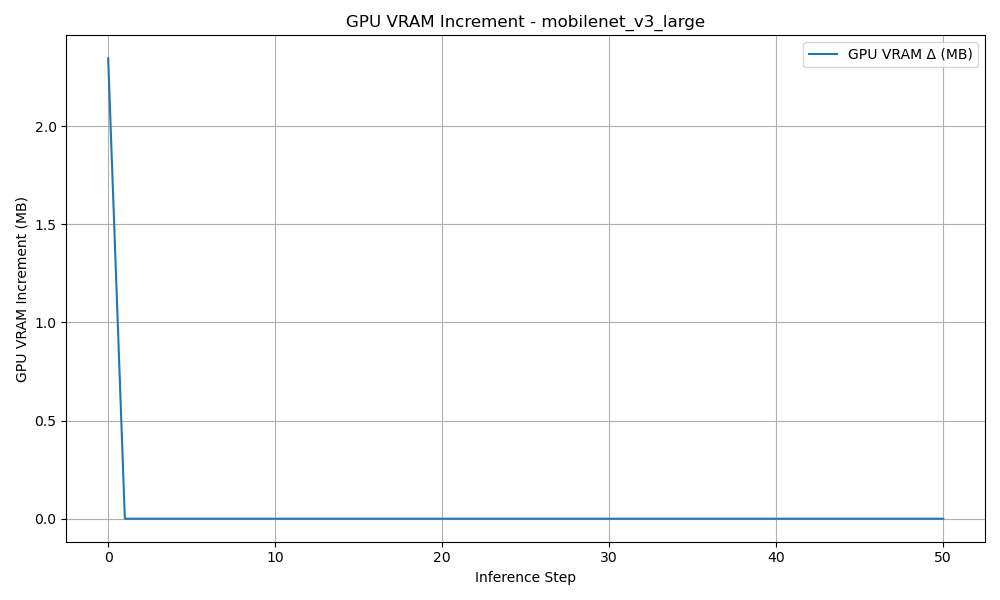 GPU VRAM Increment - mobilenet_v3_large
GPU VRAM Δ (MB)
GPU VRAM Increment (MB)
2.0
1.5
1.0
0.5
0.0
0 10 20 30 40 50
Inference Step